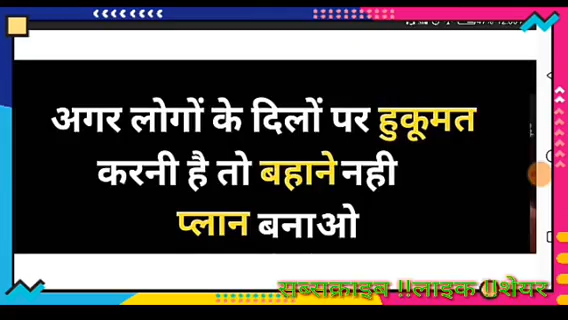 अगर लोगों के दिलों पर हुकूमत
करनी है तो बहाने नही
प्लान बनाओ
सब्सक्राइब !!लाइक !!शेयर